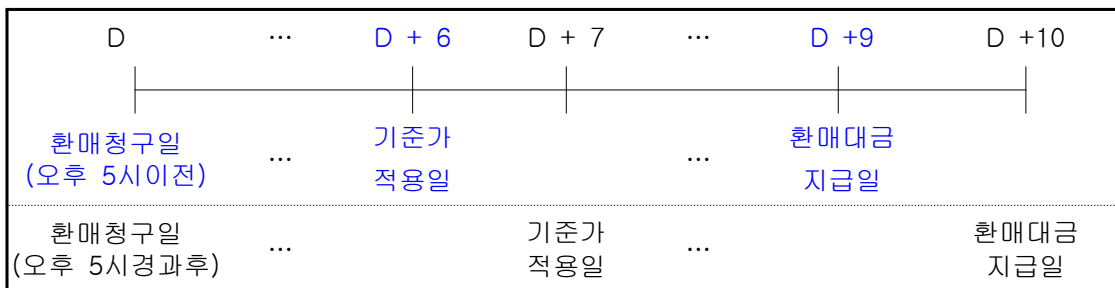 D … D + 6 D + 7 … D +9 D +10
환매청구일
(오후 5시이전)
…
기준가
적용일
…
환매대금
지급일
환매청구일
(오후 5시경과후)
…
기준가
적용일
…
환매대금
지급일